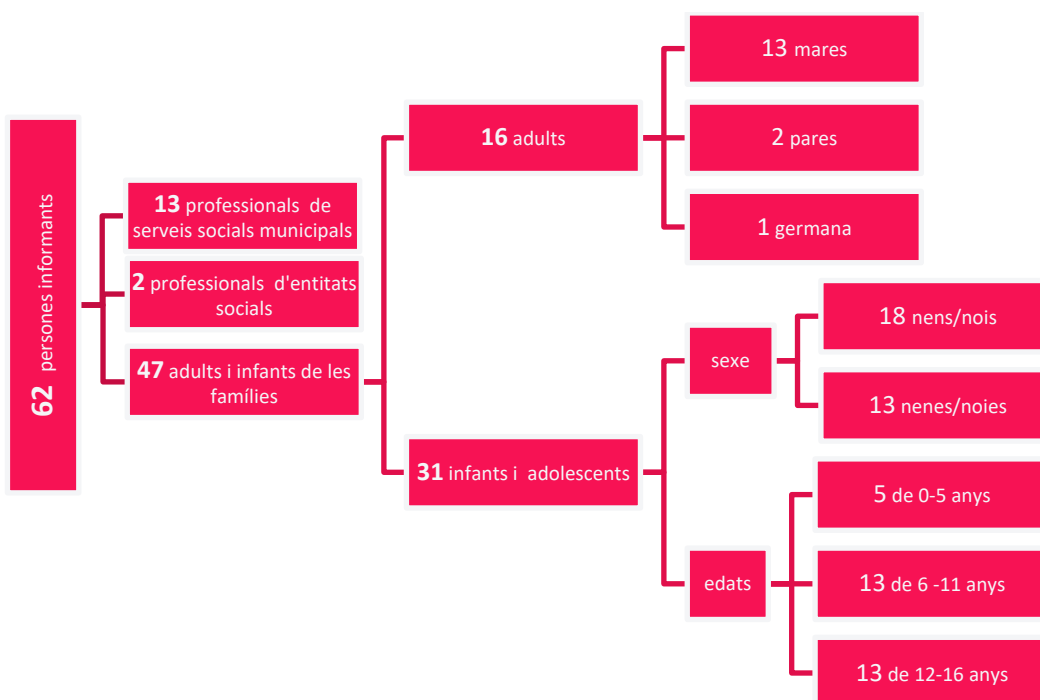 62 persones informants
13 professionals de
serveis socials municipals
2 professionals d'entitats
socials
47 adults i infants de les
famílies
16 adults
13 mares
2 pares
1 germana
31 infants i adolescents
sexe
18 nens/nois
13 nenes/noies
edats
5 de 0-5 anys
13 de 6 -11 anys
13 de 12-16 anys